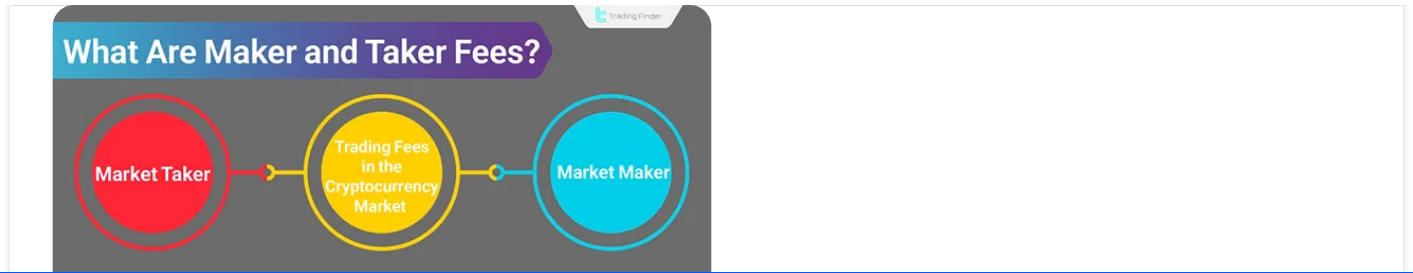 Trading Finder
What Are Maker and Taker Fees?
Market Taker
Trading Fees
in the
Cryptocurrency
Market
Market Maker